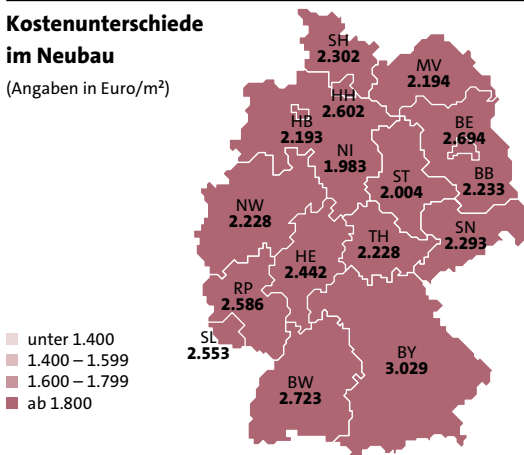 Kostenunterschiede
im Neubau
(Angaben in Euro/m²)
SH
2.302
MV
2.194
HH
2.602
HB
2.193
BE
2.694
NI
1.983
ST
2.004
BB
2.233
NW
2.228
SN
2.293
TH
2.228
HE
2.442
RP
2.586
SL
2.553
BY
3.029
BW
2.723
unter 1.400
1.400 – 1.599
1.600 – 1.799
ab 1.800